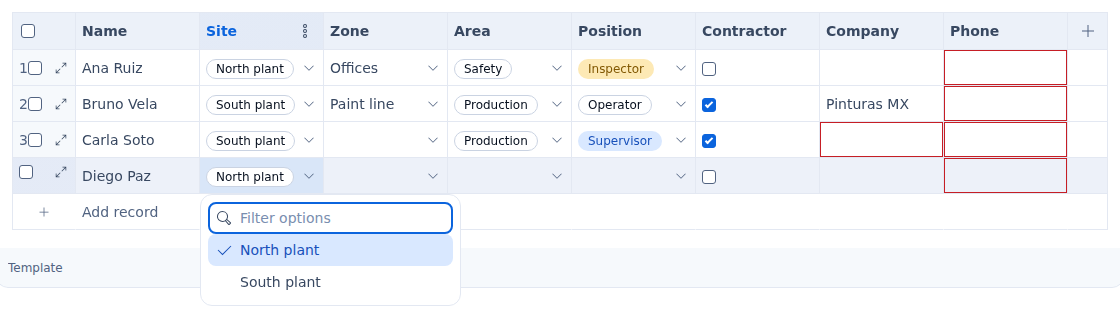 Name Site Zone Area Position Contractor Company Phone
1 Ana Ruiz North plant Offices Safety Inspector
2 Bruno Vela South plant Paint line Production Operator Pinturas MX
3 Carla Soto South plant Production Supervisor
Diego Paz North plant
Add record
Filter options
North plant
South plant
Template